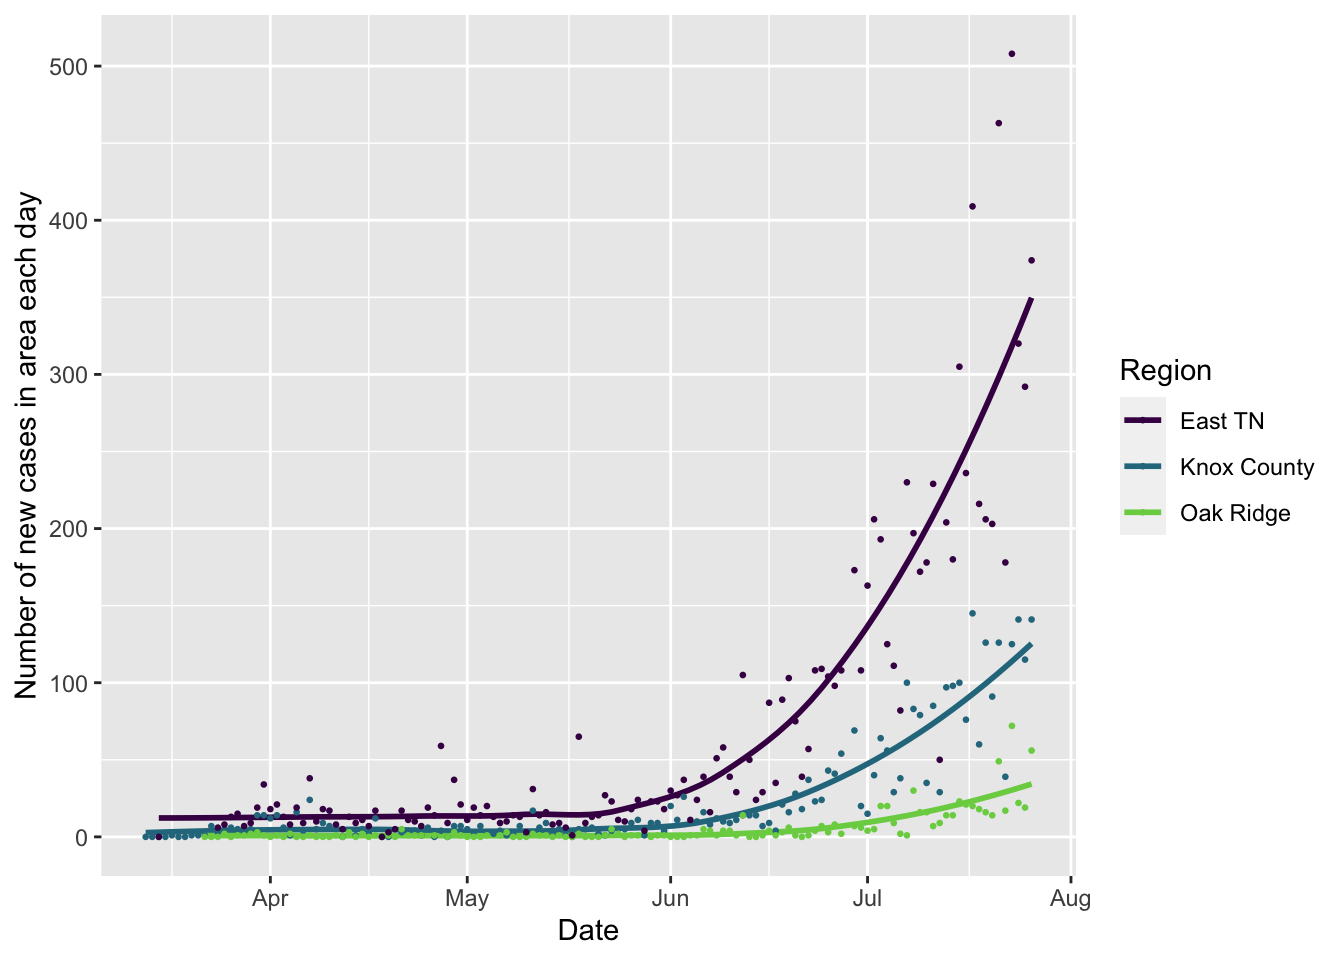 Number of new cases in area each day
500
400
300
200
100
0
Apr
May
Jun
Jul
Aug
Date
Region
East TN
Knox County
Oak Ridge